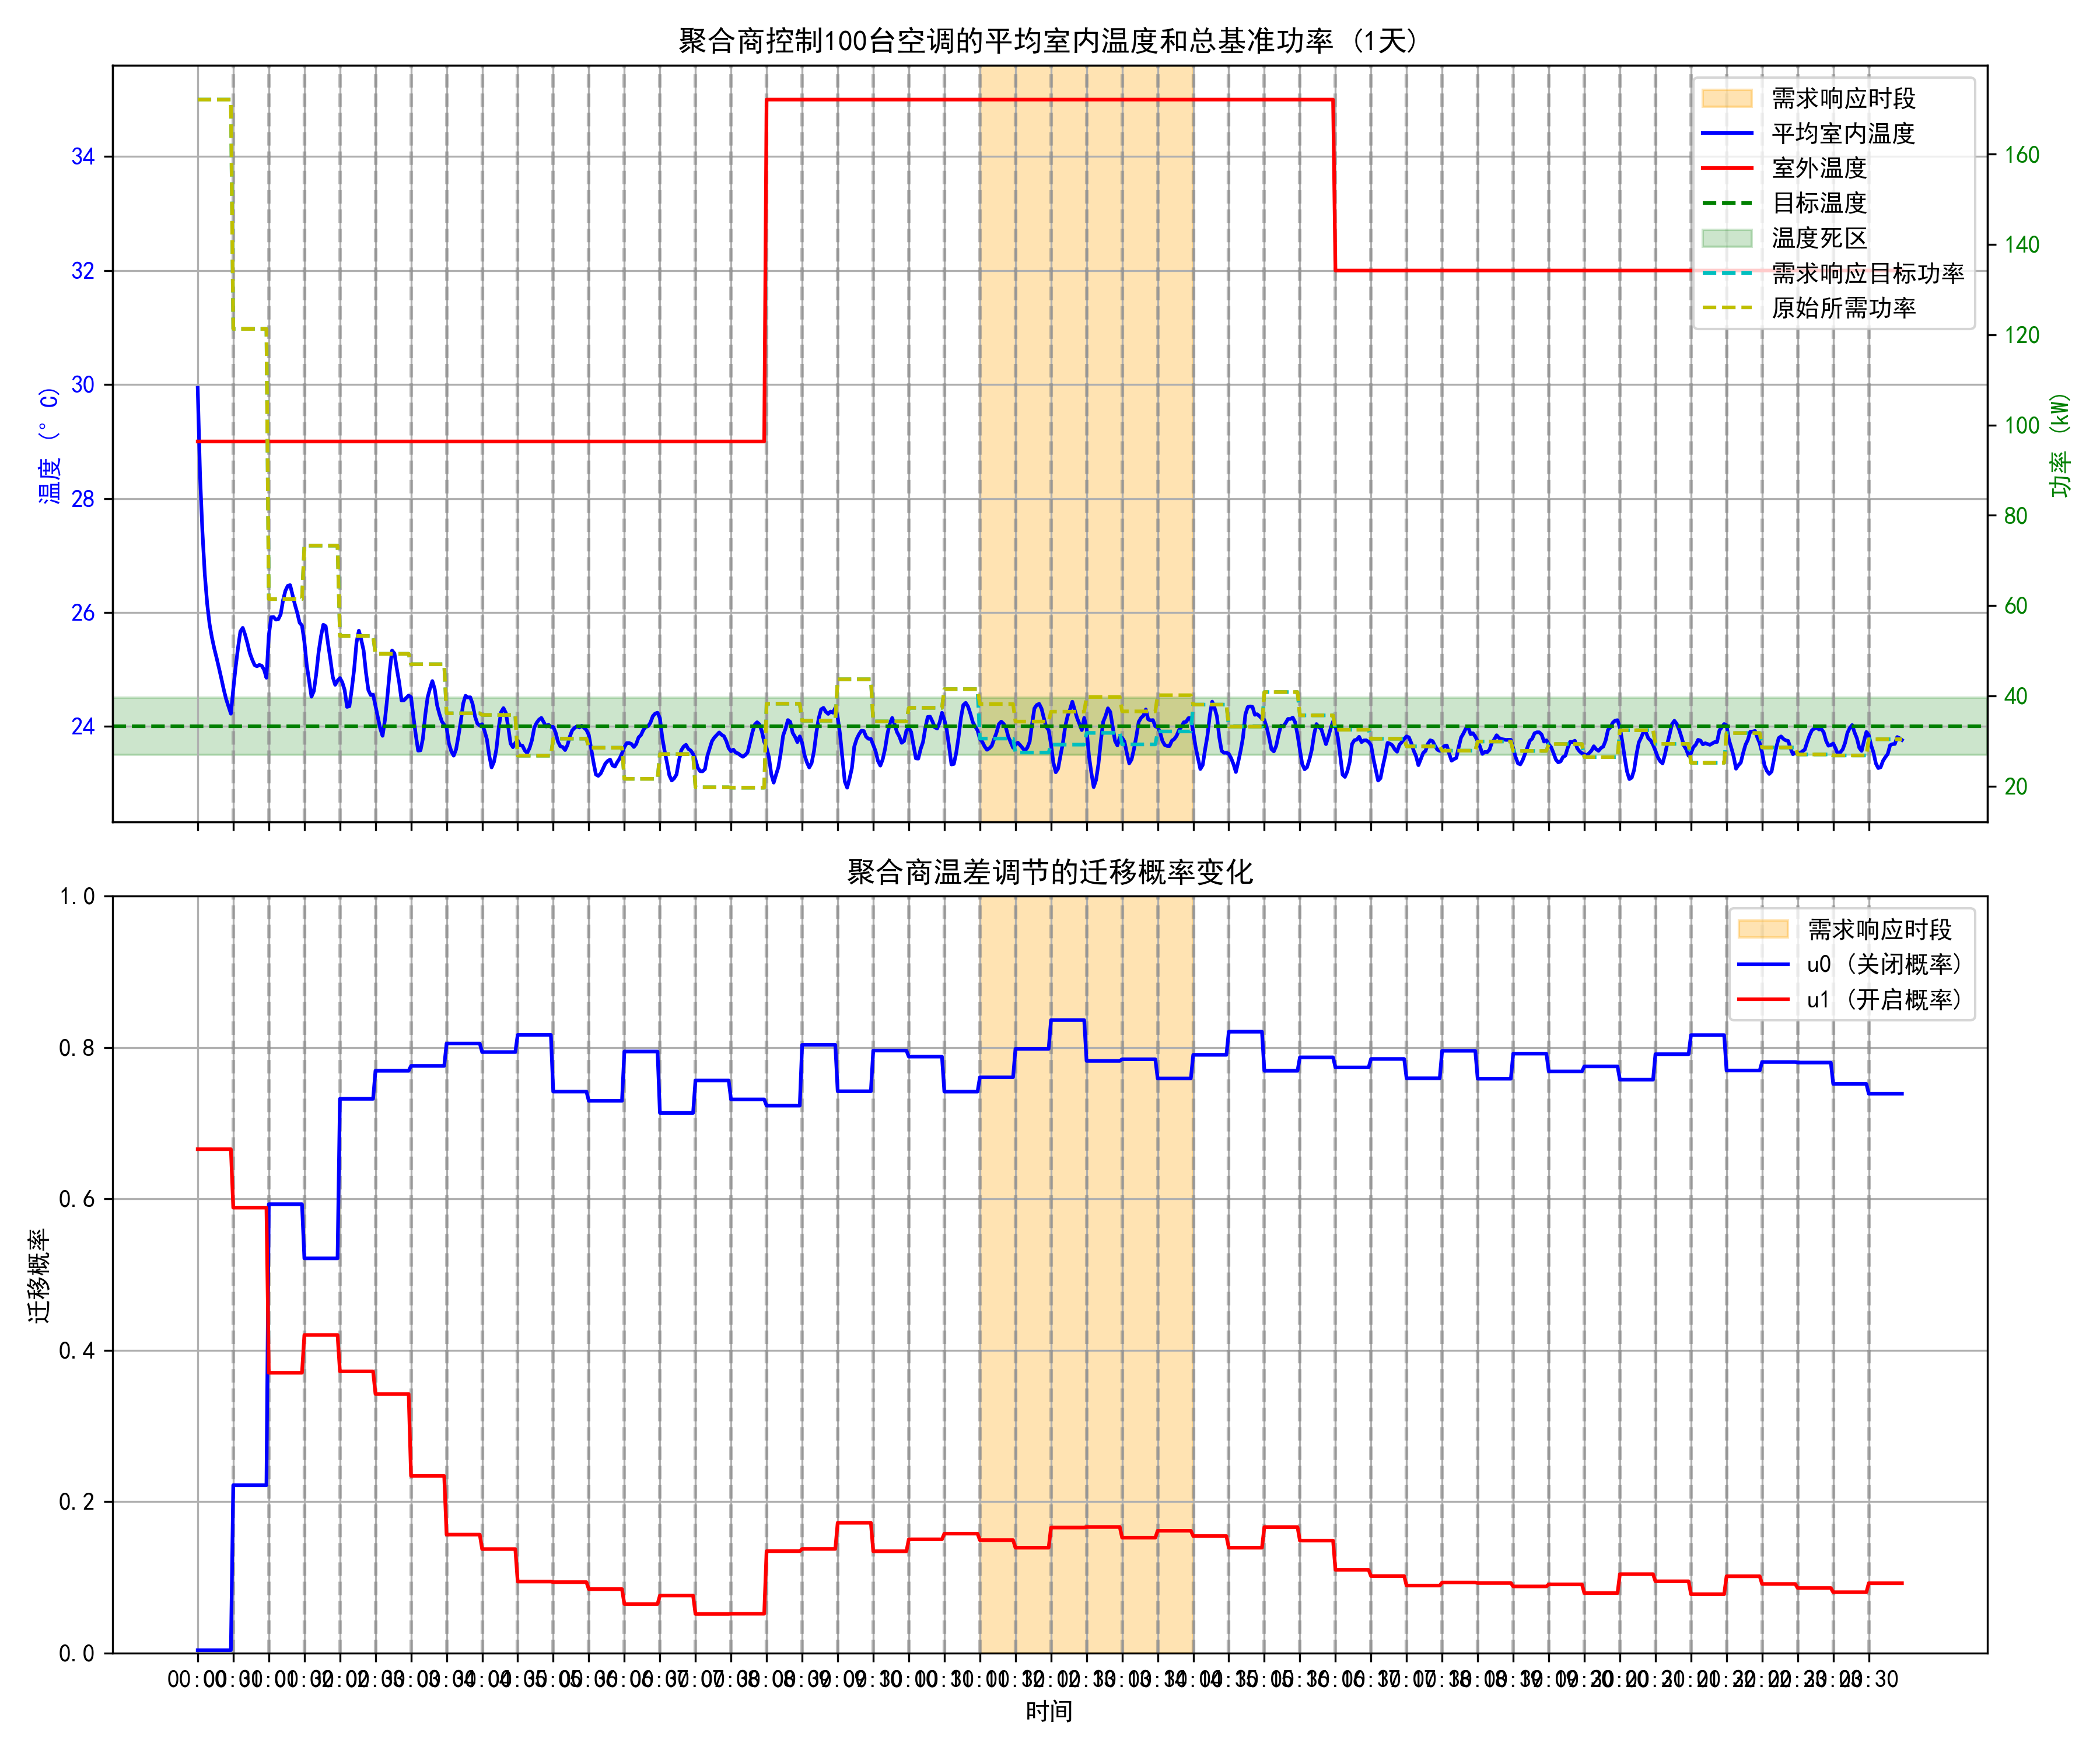 聚合商控制100台空调的平均室内温度和总基准功率 (1天)
温度 (°C)
34
32
30
28
26
24
功率 (kW)
160
140
120
100
80
60
40
20
需求响应时段
平均室内温度
室外温度
目标温度
温度死区
需求响应目标功率
原始所需功率
聚合商温差调节的迁移概率变化
迁移概率
1.0
0.8
0.6
0.4
0.2
0.0
需求响应时段
u0 (关闭概率)
u1 (开启概率)
时间